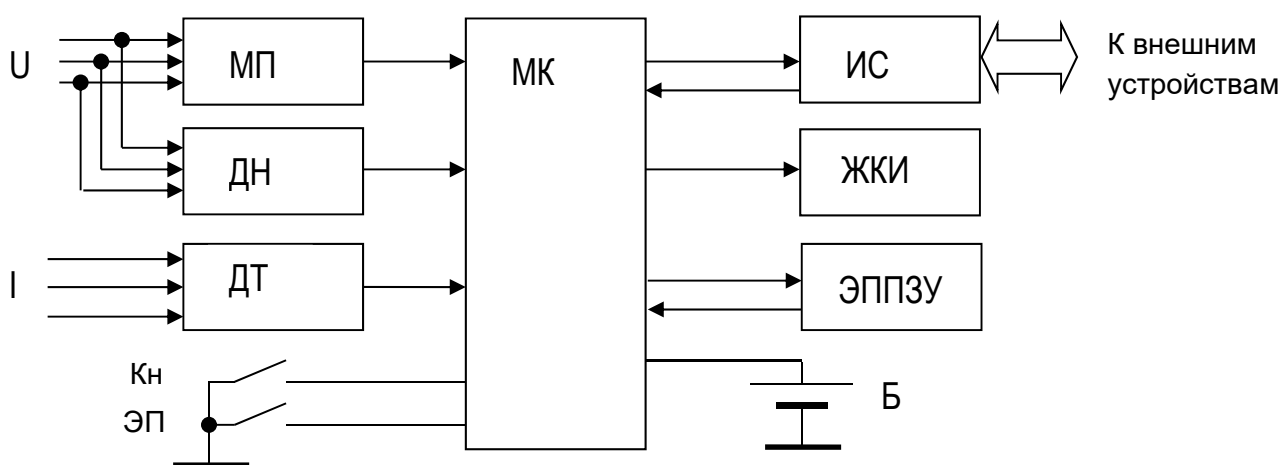 U
МП
МК
ИС
К внешним
устройствам
ДН
ЖКИ
I
ДТ
ЭППЗУ
Кн
ЭП
Б